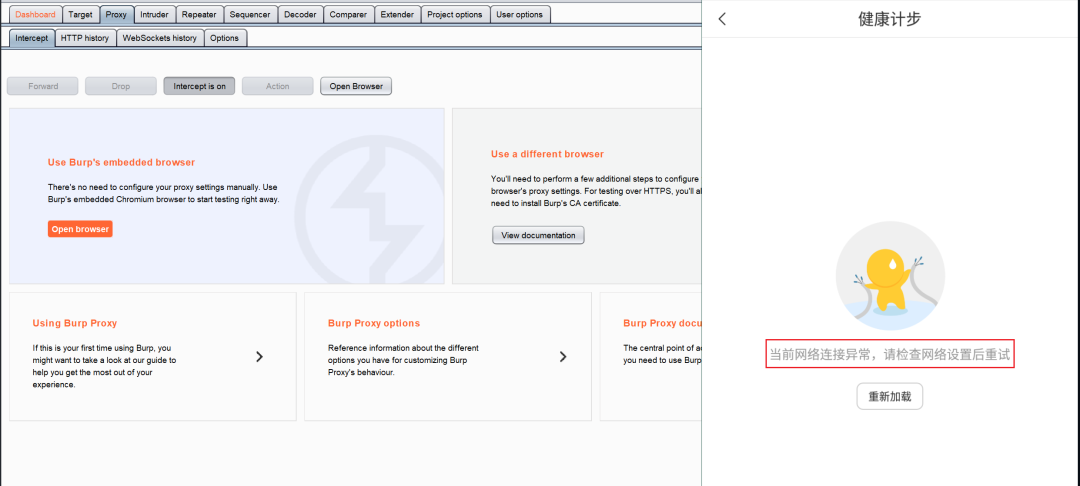 Dashboard Target Proxy Intruder Repeater Sequencer Decoder Comparer Extender Project options User options
Intercept HTTP history WebSockets history Options
Forward Drop Intercept is on Action Open Browser
Use Burp's embedded browser
There's no need to configure your proxy settings manually. Use
Burp's embedded Chromium browser to start testing right away.
Open browser
Use a different browser
You'll need to perform a few additional steps to configure
browser's proxy settings. For testing over HTTPS, you'll al
need to install Burp's CA certificate.
View documentation
Using Burp Proxy
If this is your first time using Burp, you
might want to take a look at our guide to
help you get the most out of your
experience.
Burp Proxy options
Reference information about the different
options you have for customizing Burp
Proxy's behaviour.
Burp Proxy docu
The central point of ac
you need to use Burp
健康计步
当前网络连接异常，请检查网络设置后重试
重新加载